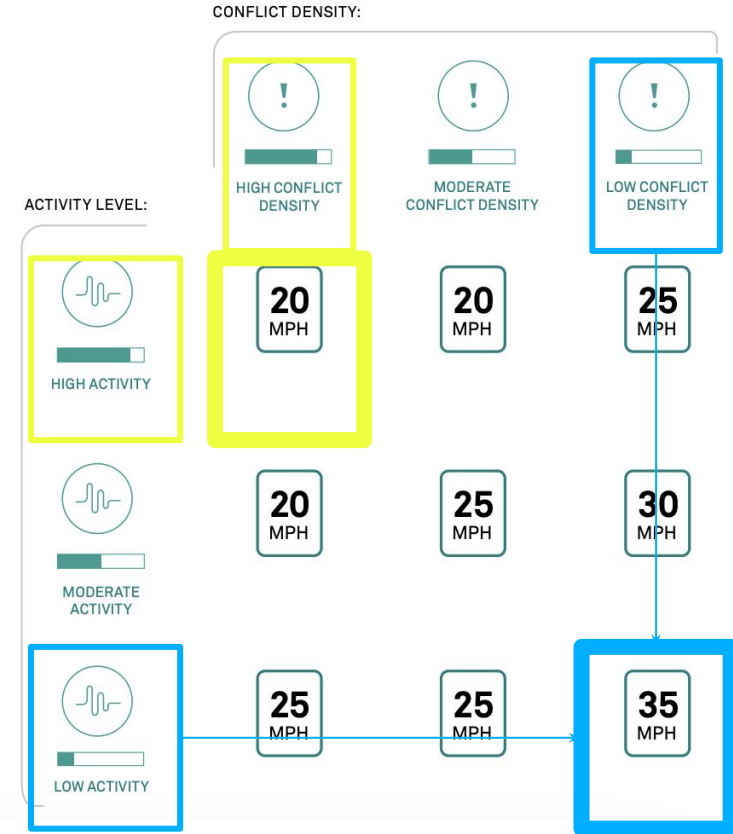 CONFLICT DENSITY:
!
!
!
HIGH CONFLICT
DENSITY
MODERATE
CONFLICT DENSITY
LOW CONFLICT
DENSITY
ACTIVITY LEVEL:
HIGH ACTIVITY
20
MPH
20
MPH
25
MPH
MODERATE
ACTIVITY
20
MPH
25
MPH
30
MPH
LOW ACTIVITY
25
MPH
25
MPH
35
MPH